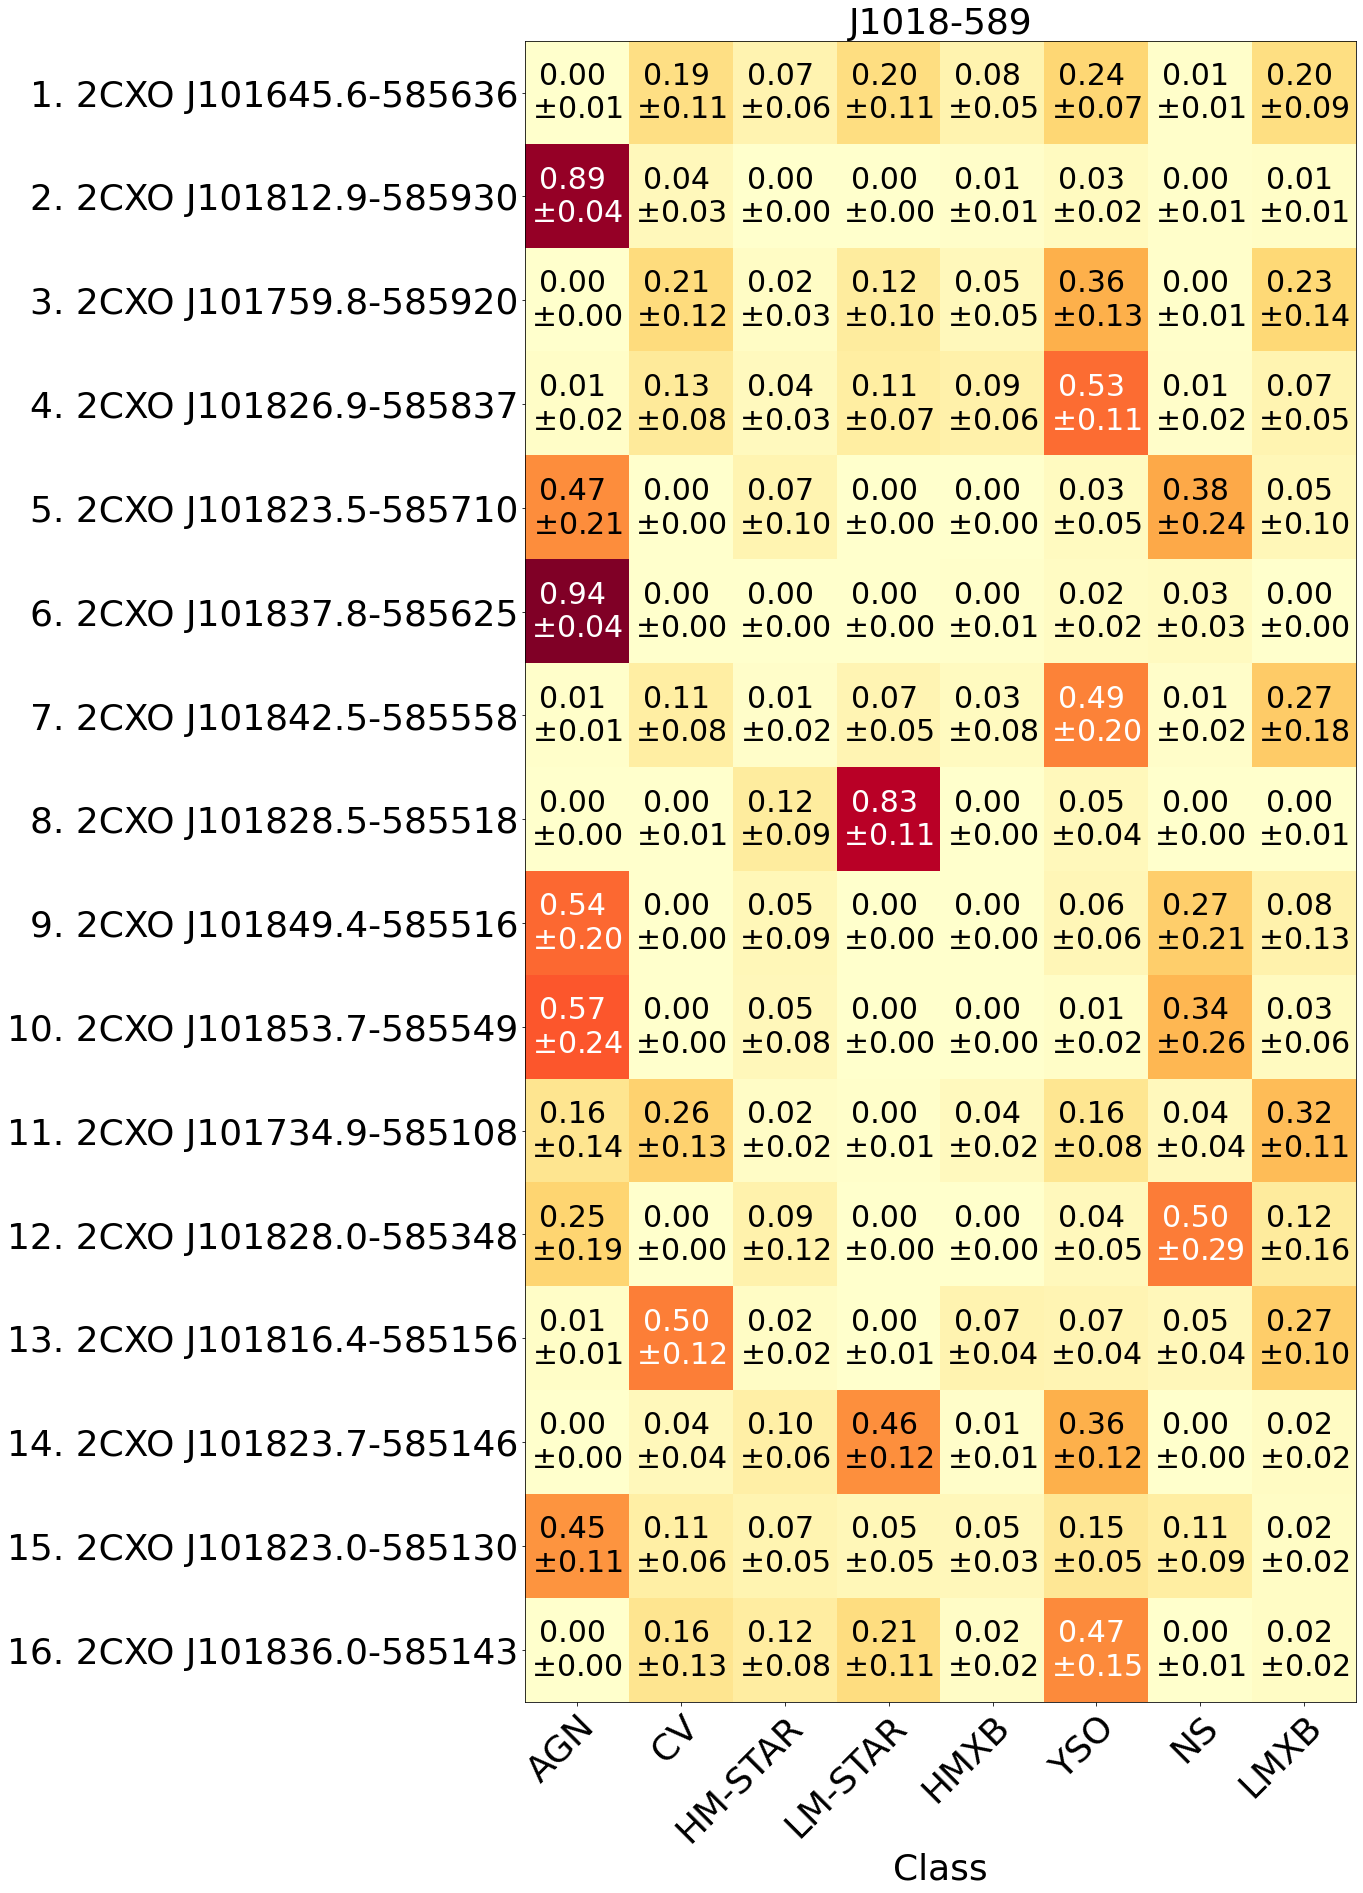 J1018-589
1. 2CXO J101645.6-585636 0.00 0.19 0.07 0.20 0.08 0.24 0.01 0.20
±0.01 ±0.11 ±0.06 ±0.11 ±0.05 ±0.07 ±0.01 ±0.09
2. 2CXO J101812.9-585930 0.89 0.04 0.00 0.00 0.01 0.03 0.00 0.01
±0.04 ±0.03 ±0.00 ±0.00 ±0.01 ±0.02 ±0.01 ±0.01
3. 2CXO J101759.8-585920 0.00 0.21 0.02 0.12 0.05 0.36 0.00 0.23
±0.00 ±0.12 ±0.03 ±0.10 ±0.05 ±0.13 ±0.01 ±0.14
4. 2CXO J101826.9-585837 0.01 0.13 0.04 0.11 0.09 0.53 0.01 0.07
±0.02 ±0.08 ±0.03 ±0.07 ±0.06 ±0.11 ±0.02 ±0.05
5. 2CXO J101823.5-585710 0.47 0.00 0.07 0.00 0.00 0.03 0.38 0.05
±0.21 ±0.00 ±0.10 ±0.00 ±0.00 ±0.05 ±0.24 ±0.10
6. 2CXO J101837.8-585625 0.94 0.00 0.00 0.00 0.00 0.02 0.03 0.00
±0.04 ±0.00 ±0.00 ±0.00 ±0.01 ±0.02 ±0.03 ±0.00
7. 2CXO J101842.5-585558 0.01 0.11 0.01 0.07 0.03 0.49 0.01 0.27
±0.01 ±0.08 ±0.02 ±0.05 ±0.08 ±0.20 ±0.02 ±0.18
8. 2CXO J101828.5-585518 0.00 0.00 0.12 0.83 0.00 0.05 0.00 0.00
±0.00 ±0.01 ±0.09 ±0.11 ±0.00 ±0.04 ±0.00 ±0.01
9. 2CXO J101849.4-585516 0.54 0.00 0.05 0.00 0.00 0.06 0.27 0.08
±0.20 ±0.00 ±0.09 ±0.00 ±0.00 ±0.06 ±0.21 ±0.13
10. 2CXO J101853.7-585549 0.57 0.00 0.05 0.00 0.00 0.01 0.34 0.03
±0.24 ±0.00 ±0.08 ±0.00 ±0.00 ±0.02 ±0.26 ±0.06
11. 2CXO J101734.9-585108 0.16 0.26 0.02 0.00 0.04 0.16 0.04 0.32
±0.14 ±0.13 ±0.02 ±0.01 ±0.02 ±0.08 ±0.04 ±0.11
12. 2CXO J101828.0-585348 0.25 0.00 0.09 0.00 0.00 0.04 0.50 0.12
±0.19 ±0.00 ±0.12 ±0.00 ±0.00 ±0.05 ±0.29 ±0.16
13. 2CXO J101816.4-585156 0.01 0.50 0.02 0.00 0.07 0.07 0.05 0.27
±0.01 ±0.12 ±0.02 ±0.01 ±0.04 ±0.04 ±0.04 ±0.10
14. 2CXO J101823.7-585146 0.00 0.04 0.10 0.46 0.01 0.36 0.00 0.02
±0.00 ±0.04 ±0.06 ±0.12 ±0.01 ±0.12 ±0.00 ±0.02
15. 2CXO J101823.0-585130 0.45 0.11 0.07 0.05 0.05 0.15 0.11 0.02
±0.11 ±0.06 ±0.05 ±0.05 ±0.03 ±0.05 ±0.09 ±0.02
16. 2CXO J101836.0-585143 0.00 0.16 0.12 0.21 0.02 0.47 0.00 0.02
±0.00 ±0.13 ±0.08 ±0.11 ±0.02 ±0.15 ±0.01 ±0.02
AGN CV HM-STAR LM-STAR HMXB YSO NS LMXB
Class